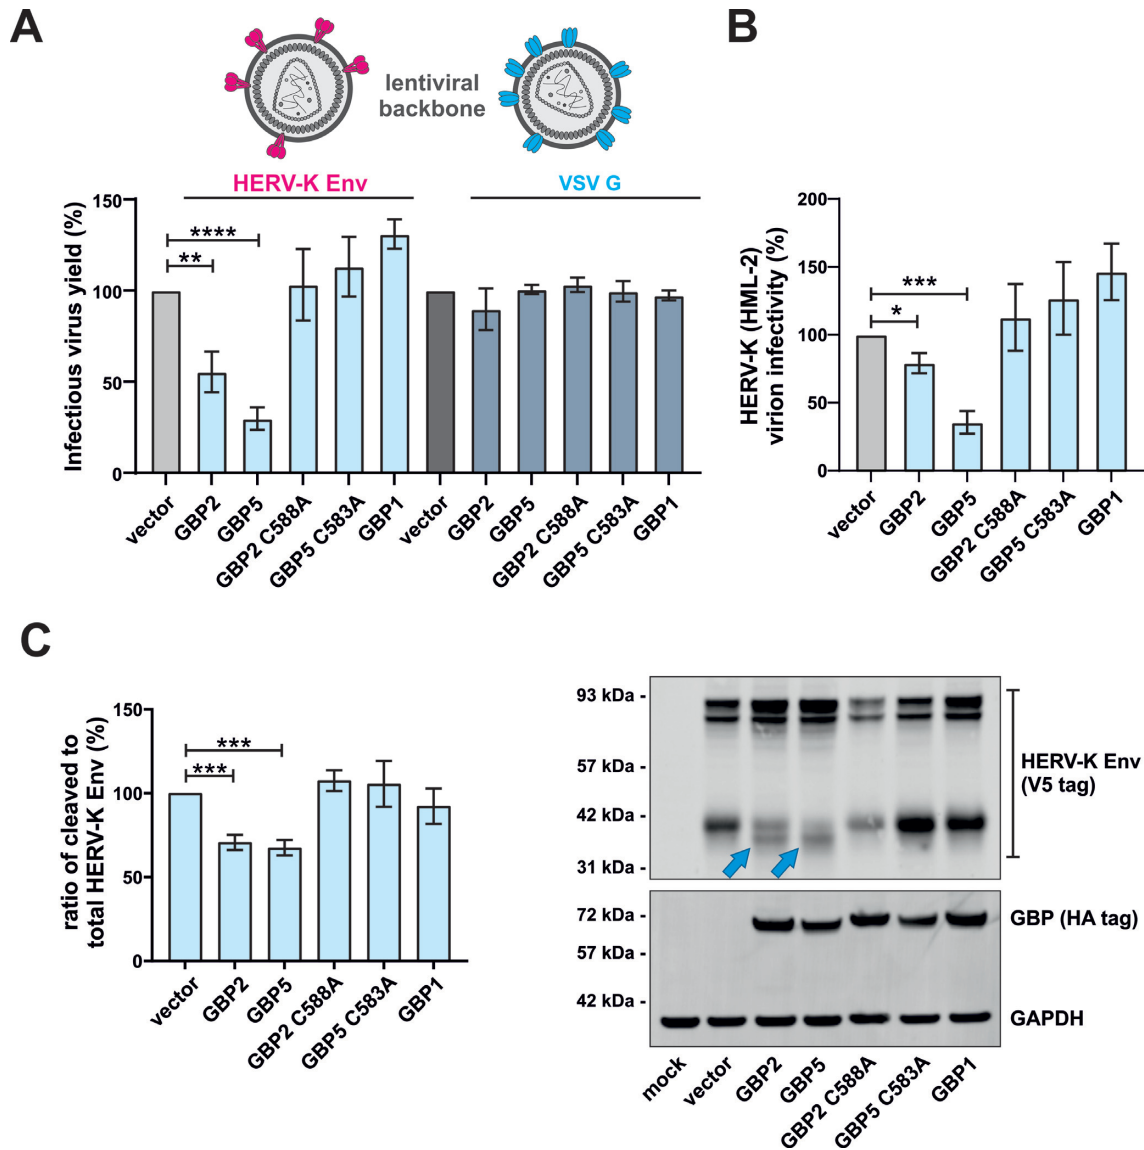 A
lentiviral
backbone
HERV-K Env
VSV G
Infectious virus yield (%)
150
100
50
0
****
**
vector
GBP2
GBP5
GBP2 C588A
GBP5 C583A
GBP1
vector
GBP2
GBP5
GBP2 C588A
GBP5 C583A
GBP1
B
HERV-K (HML-2)
virion infectivity (%)
200
150
100
50
0
***
*
vector
GBP2
GBP5
GBP2 C588A
GBP5 C583A
GBP1
C
ratio of cleaved to
total HERV-K Env (%)
150
100
50
0
***
***
vector
GBP2
GBP5
GBP2 C588A
GBP5 C583A
GBP1
93 kDa -
57 kDa -
42 kDa -
31 kDa -
HERV-K Env
(V5 tag)
72 kDa -
57 kDa -
42 kDa -
GBP (HA tag)
GAPDH
mock
vector
GBP2
GBP5
GBP2 C588A
GBP5 C583A
GBP1